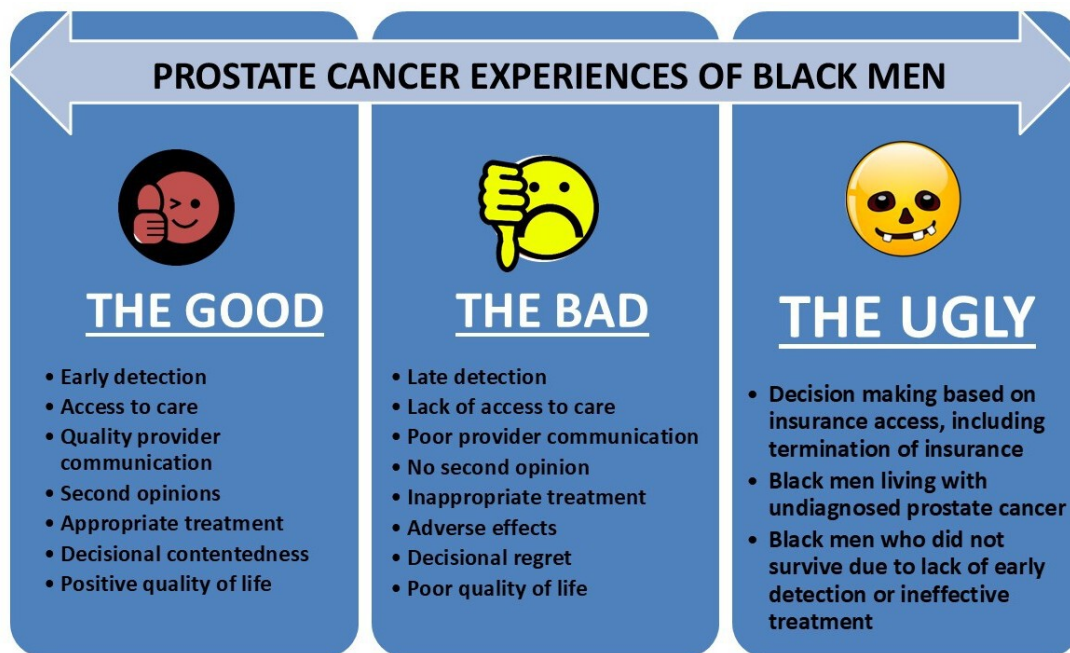 PROSTATE CANCER EXPERIENCES OF BLACK MEN
THE GOOD
• Early detection
• Access to care
• Quality provider
communication
• Second opinions
• Appropriate treatment
• Decisional contentedness
• Positive quality of life
THE BAD
• Late detection
• Lack of access to care
• Poor provider communication
• No second opinion
• Inappropriate treatment
• Adverse effects
• Decisional regret
• Poor quality of life
THE UGLY
• Decision making based on
insurance access, including
termination of insurance
• Black men living with
undiagnosed prostate cancer
• Black men who did not
survive due to lack of early
detection or ineffective
treatment